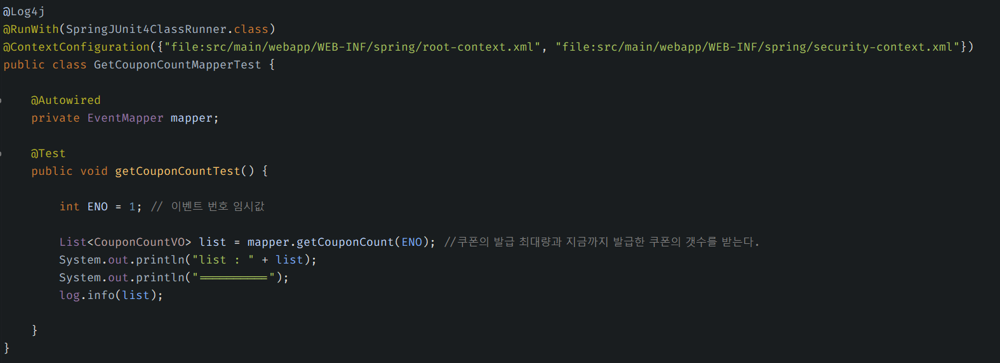 @Log4j
@RunWith(SpringJUnit4ClassRunner.class)
@ContextConfiguration({"file:src/main/webapp/WEB-INF/spring/root-context.xml", "file:src/main/webapp/WEB-INF/spring/security-context.xml"})
public class GetCouponCountMapperTest {
@Autowired
private EventMapper mapper;
@Test
public void getCouponCountTest() {
int ENO = 1; // 이벤트 번호 임시값
List<CouponCountVO> list = mapper.getCouponCount(ENO); //쿠폰의 발급 최대량과 지금까지 발급한 쿠폰의 갯수를 받는다.
System.out.println("list : " + list);
System.out.println("==========");
log.info(list);
}
}